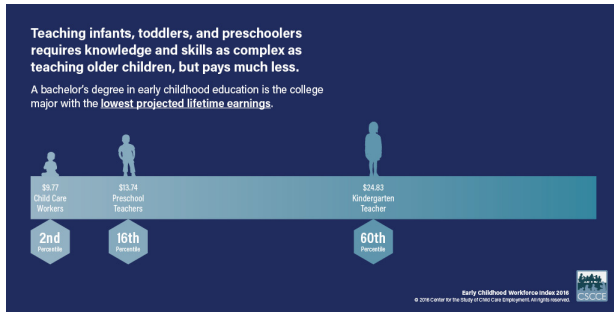 Teaching infants, toddlers, and preschoolers
requires knowledge and skills as complex as
teaching older children, but pays much less.
A bachelor's degree in early childhood education is the college
major with the lowest projected lifetime earnings.
$9.77
Child Care
Workers
$13.74
Preschool
Teachers
$24.83
Kindergarten
Teacher
2nd
Percentile
16th
Percentile
60th
Percentile
Early Childhood Workforce Index 2016
© 2016 Center for the Study of Child Care Employment. All rights reserved.
CSCCE